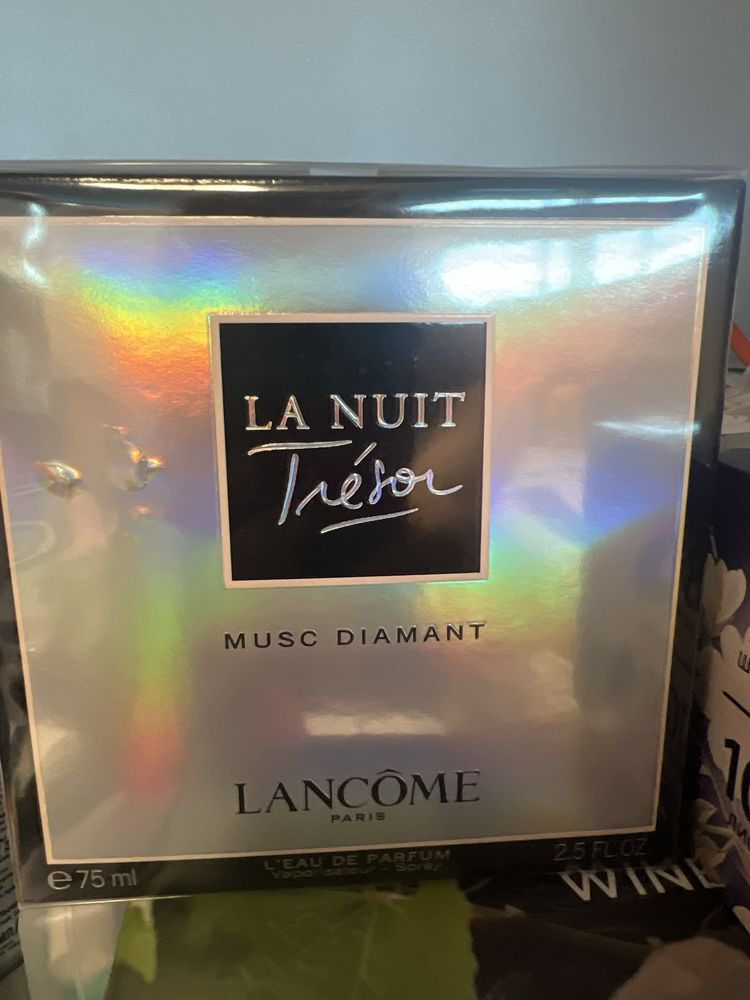 LA NUIT
Trésor
MUSC DIAMANT
LANCÔME
PARIS
L'EAU DE PARFUM
Vaporisateur - Spray
e 75 ml
2.5 FL.OZ
WINE